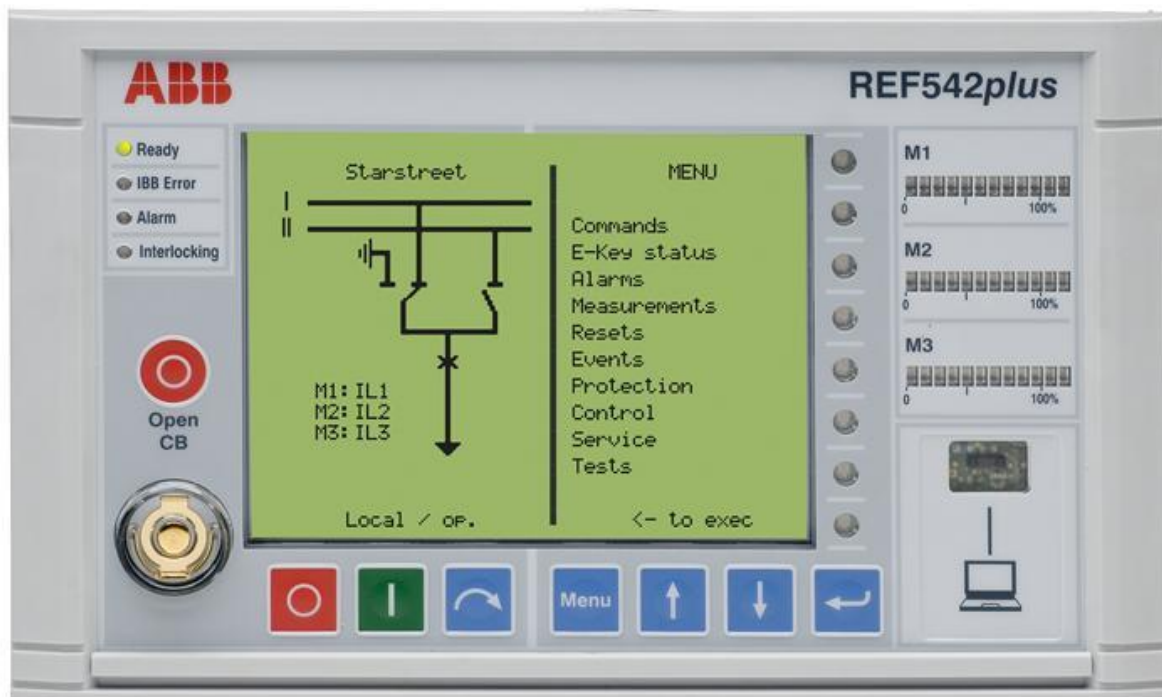 ABB
REF542plus
Ready
IBB Error
Alarm
Interlocking
Open
CB
Starstreet
I
II
M1: IL1
M2: IL2
M3: IL3
Local / op.
MENU
Commands
E-Key status
Alarms
Measurements
Resets
Events
Protection
Control
Service
Tests
<- to exec
Menu
M1
0 100%
M2
0 100%
M3
0 100%